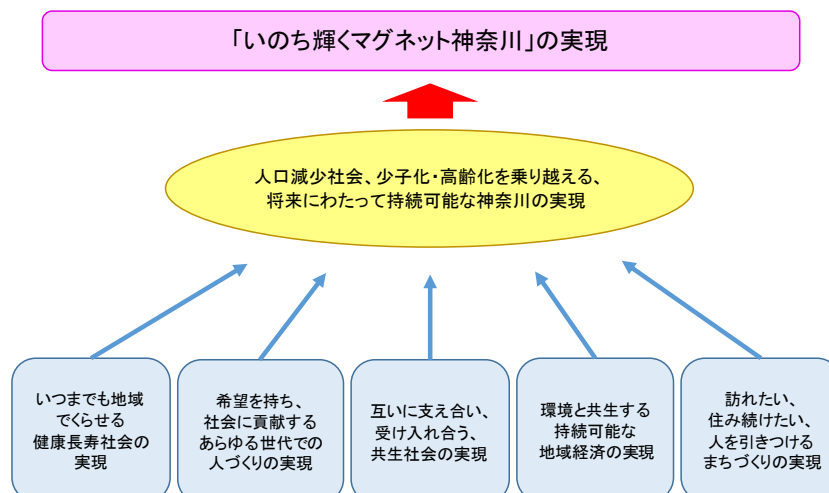 「いのち輝くマグネット神奈川」の実現
人口減少社会、少子化・高齢化を乗り越える、
将来にわたって持続可能な神奈川の実現
いつまでも地域
でくらせる
健康長寿社会の
実現
希望を持ち、
社会に貢献する
あらゆる世代での
人づくりの実現
互いに支え合い、
受け入れ合う、
共生社会の実現
環境と共生する
持続可能な
地域経済の実現
訪れたい、
住み続けたい、
人を引きつける
まちづくりの実現